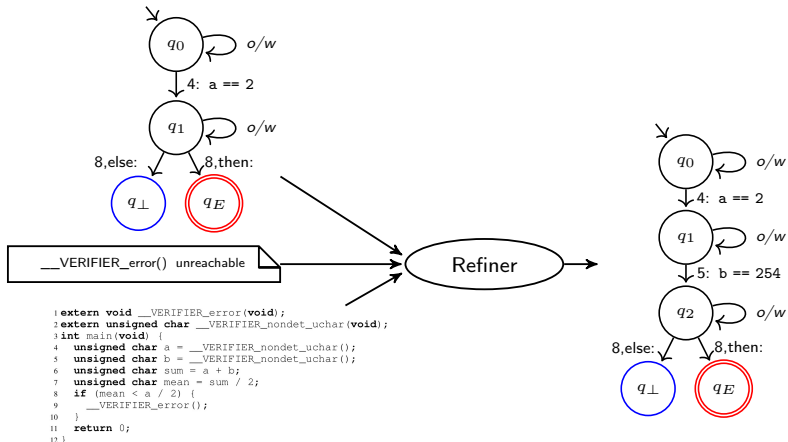 q0
o/w
4: a == 2
q1
o/w
8,else: 8,then:
q⊥ qE
__VERIFIER_error() unreachable
1 extern void __VERIFIER_error(void);
2 extern unsigned char __VERIFIER_nondet_uchar(void);
3 int main(void) {
4 unsigned char a = __VERIFIER_nondet_uchar();
5 unsigned char b = __VERIFIER_nondet_uchar();
6 unsigned char sum = a + b;
7 unsigned char mean = sum / 2;
8 if (mean < a / 2) {
9 __VERIFIER_error();
10 }
11 return 0;
12 }
Refiner
q0
o/w
4: a == 2
q1
o/w
5: b == 254
q2
o/w
8,else: 8,then:
q⊥ qE